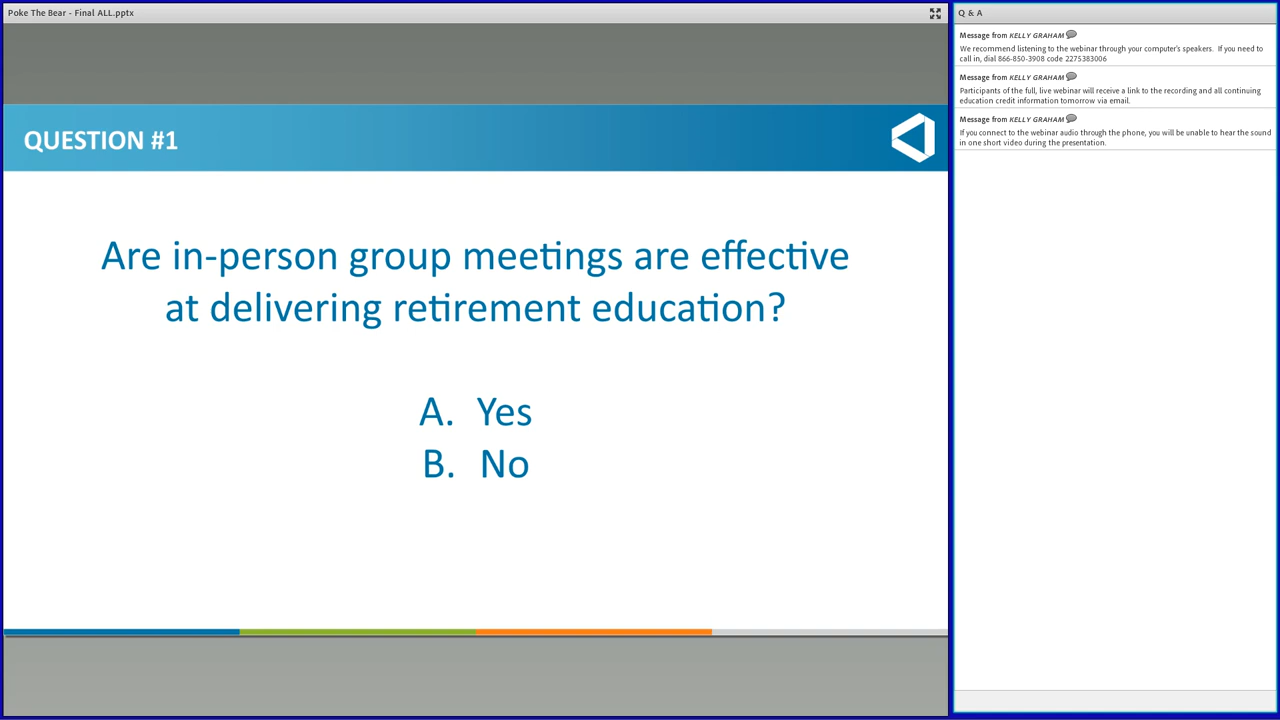 Poke The Bear - Final ALL.pptx
QUESTION #1
Are in-person group meetings are effective
at delivering retirement education?
A. Yes
B. No
Q & A
Message from KELLY GRAHAM
We recommend listening to the webinar through your computer's speakers. If you need to
call in, dial 866-850-3908 code 2275383006
Message from KELLY GRAHAM
Participants of the full, live webinar will receive a link to the recording and all continuing
education credit information tomorrow via email.
Message from KELLY GRAHAM
If you connect to the webinar audio through the phone, you will be unable to hear the sound
in one short video during the presentation.